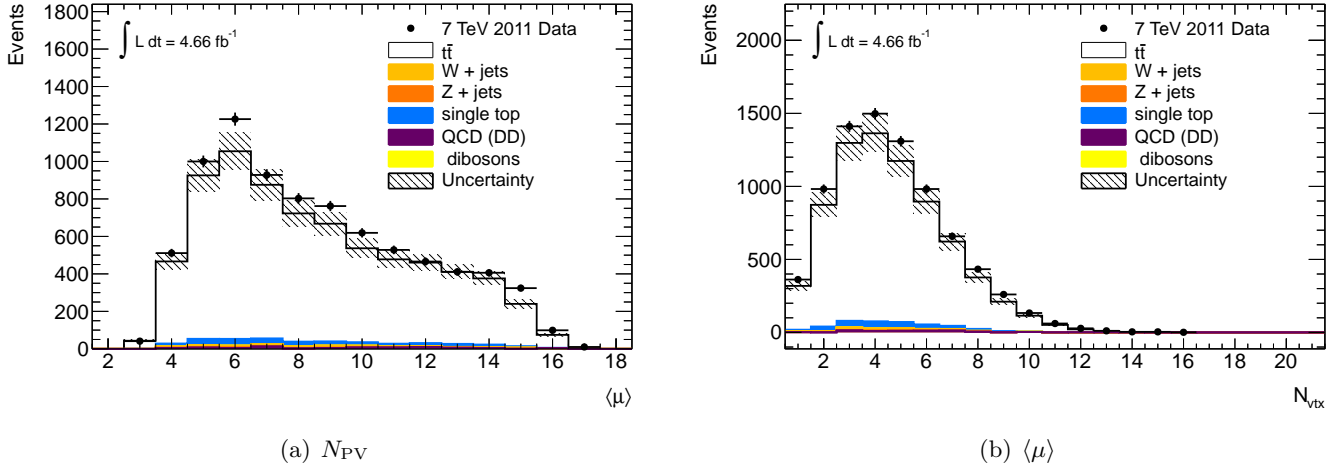 Events
1800
1600
1400
1200
1000
800
600
400
200
0
∫ L dt = 4.66 fb⁻¹
7 TeV 2011 Data
tt̄
W + jets
Z + jets
single top
QCD (DD)
dibosons
Uncertainty
2 4 6 8 10 12 14 16 18
⟨μ⟩
(a) N_PV
Events
2000
1500
1000
500
0
∫ L dt = 4.66 fb⁻¹
7 TeV 2011 Data
tt̄
W + jets
Z + jets
single top
QCD (DD)
dibosons
Uncertainty
2 4 6 8 10 12 14 16 18 20
N_vtx
(b) ⟨μ⟩